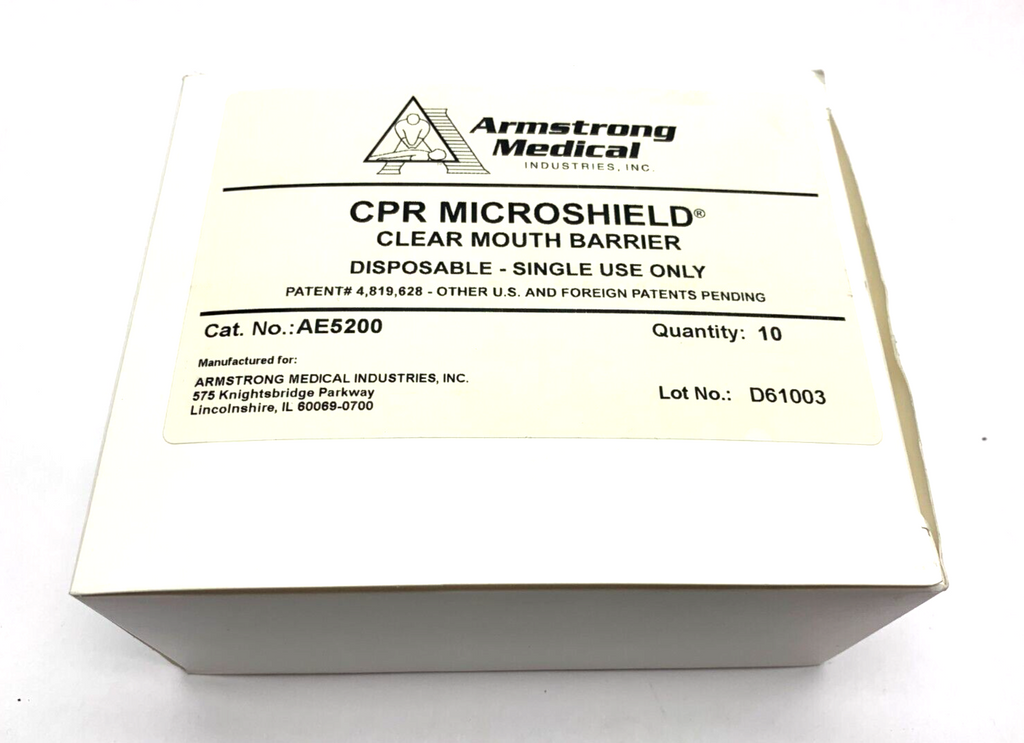 Armstrong
Medical
INDUSTRIES, INC.
CPR MICROSHIELD®
CLEAR MOUTH BARRIER
DISPOSABLE - SINGLE USE ONLY
PATENT# 4,819,628 - OTHER U.S. AND FOREIGN PATENTS PENDING
Cat. No.:AE5200
Quantity: 10
Manufactured for:
ARMSTRONG MEDICAL INDUSTRIES, INC.
575 Knightsbridge Parkway
Lincolnshire, IL 60069-0700
Lot No.: D61003